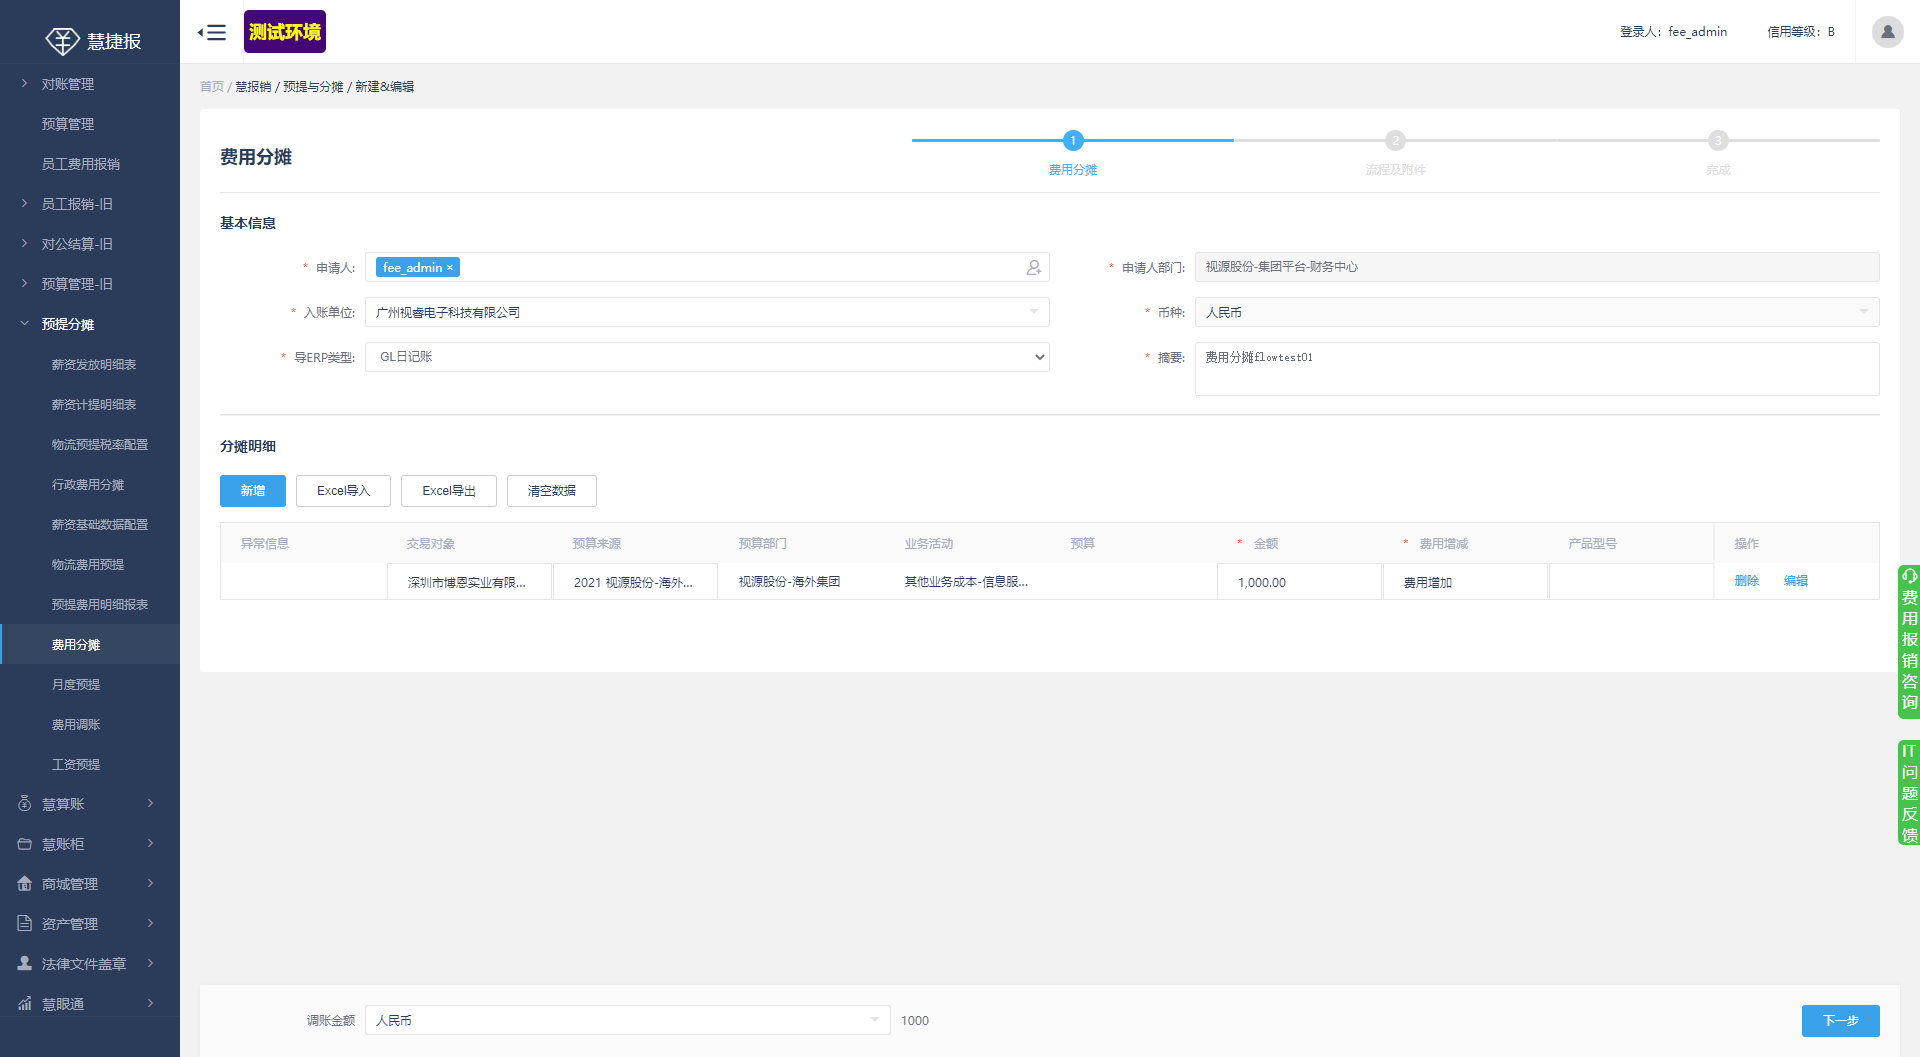 慧捷报
测试环境
登录人：fee_admin
信用等级：B
首页 / 慧报销 / 预提与分摊 / 新建&编辑
对账管理
预算管理
员工费用报销
员工报销-旧
对公结算-旧
预算管理-旧
预提分摊
薪资发放明细表
薪资计提明细表
物流预提税率配置
行政费用分摊
薪资基础数据配置
物流费用预提
预提费用明细报表
费用分摊
月度预提
费用调账
工资预提
慧算账
慧账柜
商城管理
资产管理
法律文件盖章
慧眼通
费用分摊
1
2
3
费用分摊
流程及附件
完成
基本信息
* 申请人: fee_admin ×
* 申请人部门: 视源股份-集团平台-财务中心
* 入账单位: 广州视睿电子科技有限公司
* 币种: 人民币
* 导ERP类型: GL日记账
* 摘要: 费用分摊flowtest01
分摊明细
新增 Excel导入 Excel导出 清空数据
异常信息 交易对象 预算来源 预算部门 业务活动 预算 * 金额 * 费用增减 产品型号 操作
深圳市博恩实业有限... 2021 视源股份-海外... 视源股份-海外集团 其他业务成本-信息服... 1,000.00 费用增加 删除 编辑
费用报销咨询
IT问题反馈
调账金额 人民币 1000
下一步